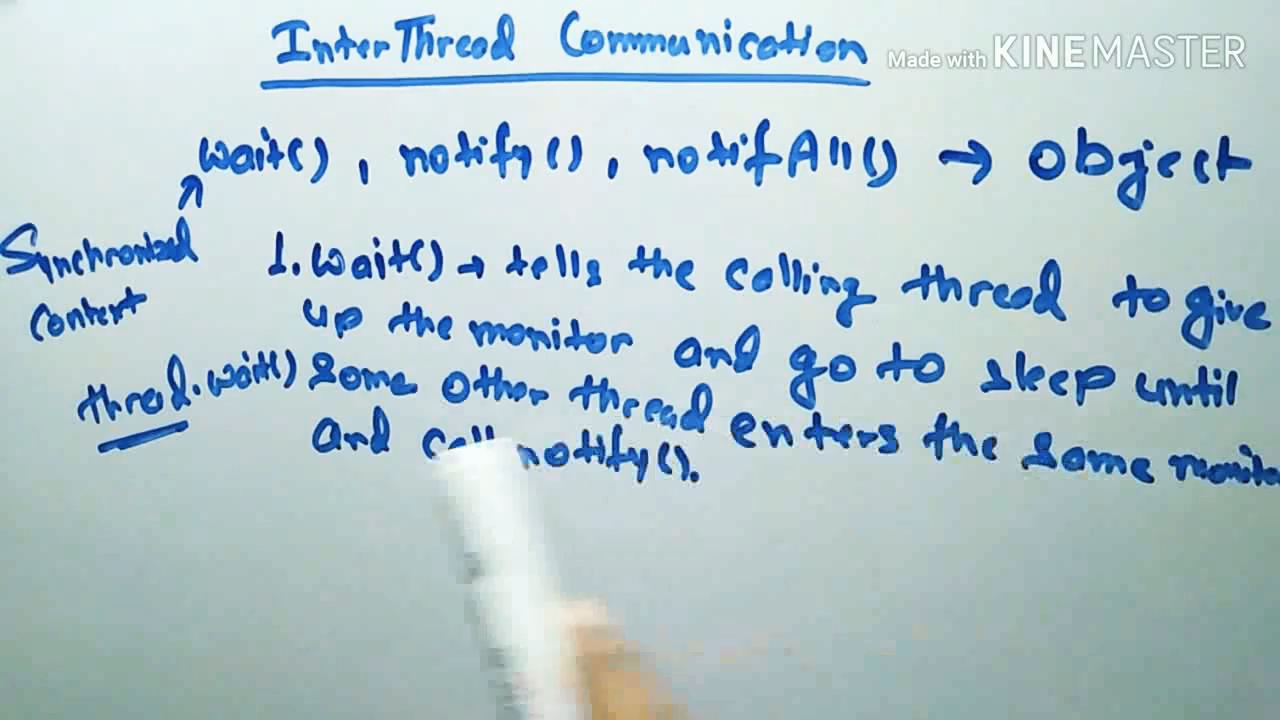 InterThread Communication
Made with KINEMASTER
wait(), notify(), notifAll() → Object
Synchronized
context
1. wait() → tells the calling thread to give
up the monitor and go to sleep until
thread.wait()
some other thread enters the same monitor
and call notify().